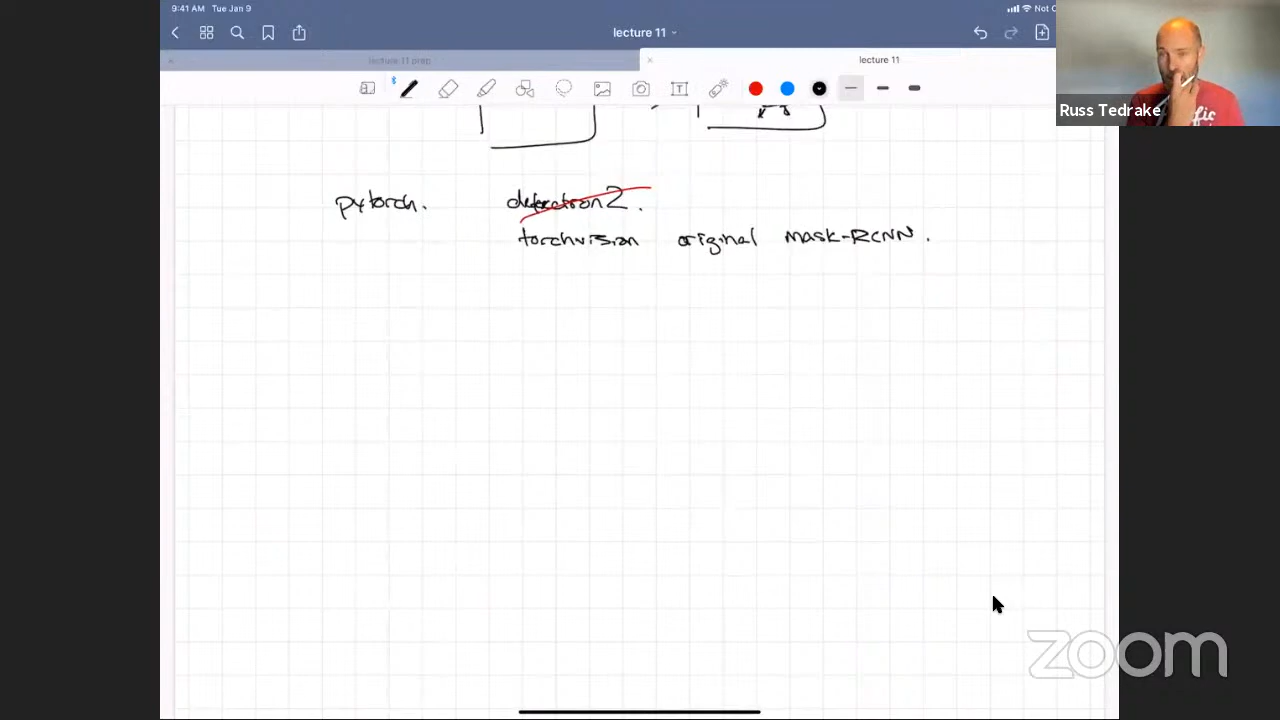 9:41 AM Tue Jan 9
lecture 11
lecture 11 prep
lecture 11
Russ Tedrake
pytorch. detectron2.
torchvision original mask-RCNN.
zoom